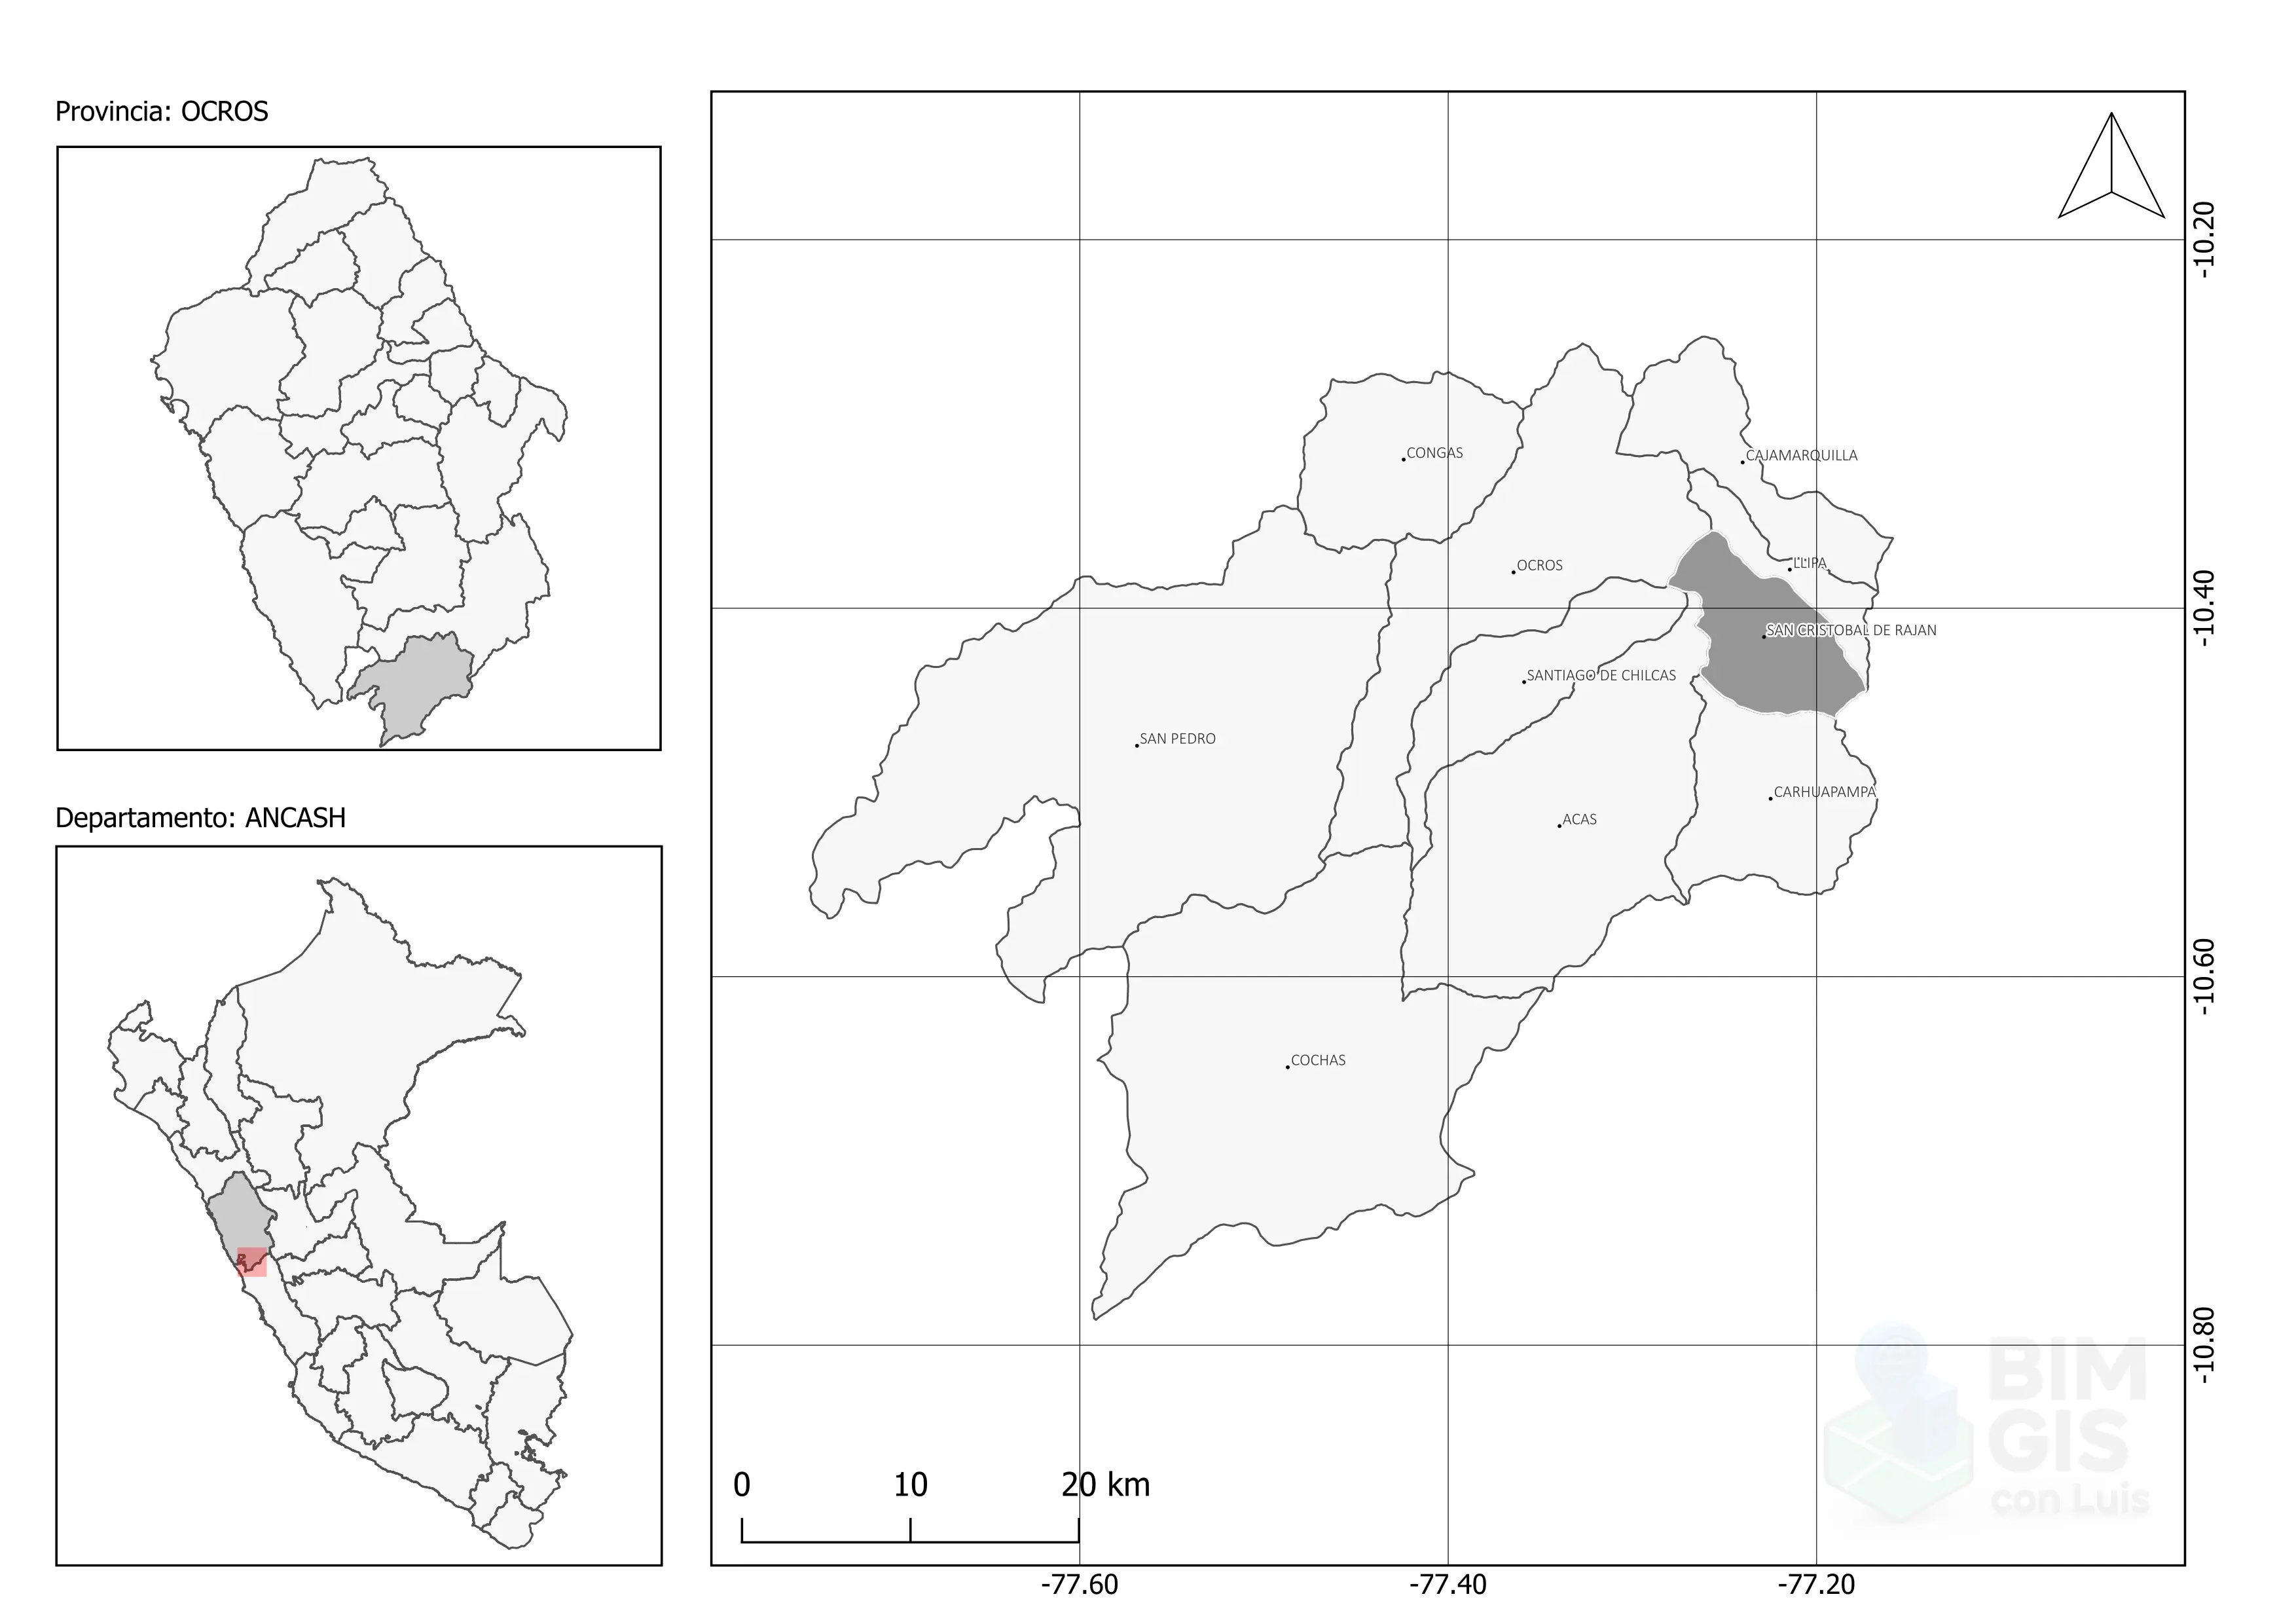 Provincia: OCROS
Departamento: ANCASH
CONGAS
CAJAMARQUILLA
OCROS
LLIPA
SAN CRISTOBAL DE RAJAN
SANTIAGO DE CHILCAS
SAN PEDRO
CARHUAPAMPA
ACAS
COCHAS
-10.20
-10.40
-10.60
-10.80
0 10 20 km
-77.60 -77.40 -77.20
BIM
GIS
con Luis